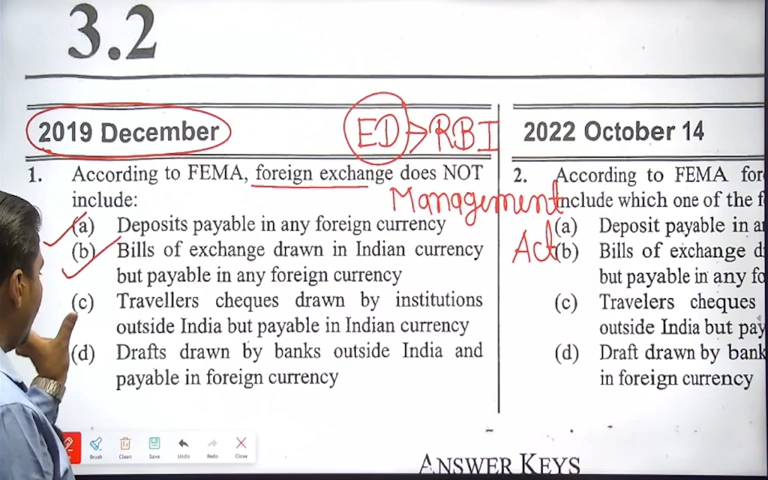 3.2
2019 December
ED → RBI
1. According to FEMA, foreign exchange does NOT
include:
Management
Act
(a) Deposits payable in any foreign currency
(b) Bills of exchange drawn in Indian currency
but payable in any foreign currency
(c) Travellers cheques drawn by institutions
outside India but payable in Indian currency
(d) Drafts drawn by banks outside India and
payable in foreign currency
2022 October 14
2. According to FEMA
include which one of the
(a) Deposit payable in
(b) Bills of exchange
but payable in any
(c) Travelers cheques
outside India but
(d) Draft drawn by
in foreign currency
ANSWER KEYS
Brush Clean Save Undo Redo Close